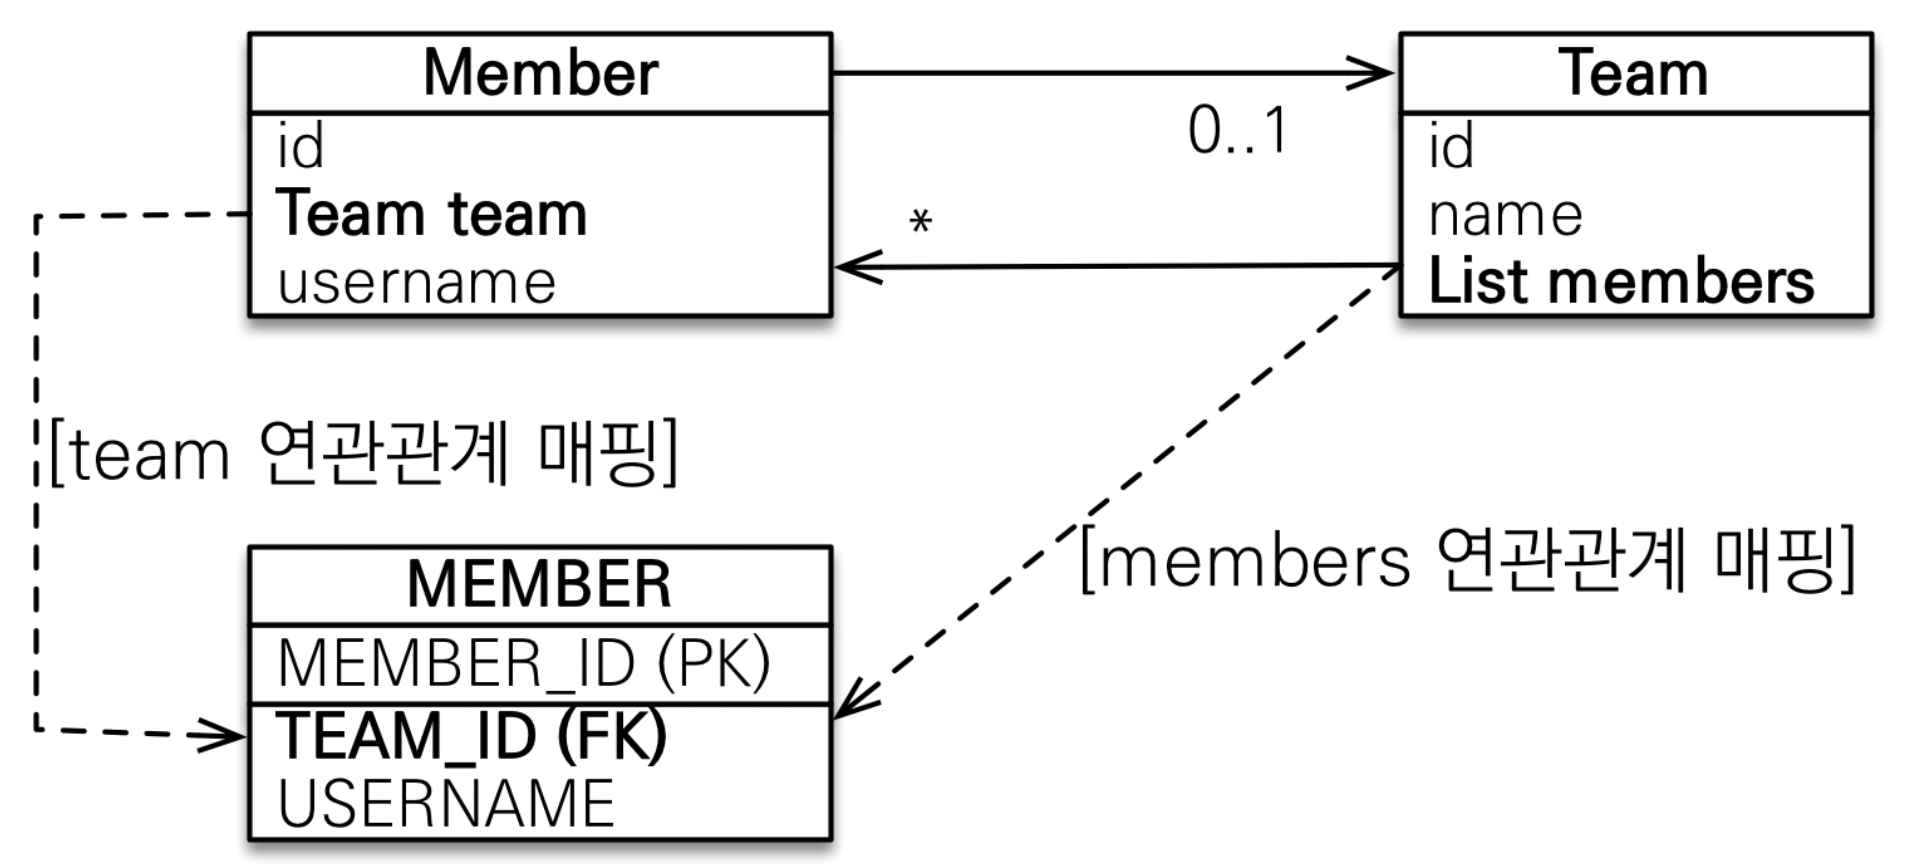 Member
id
Team team
username
0..1
*
Team
id
name
List members
[team 연관관계 매핑]
[members 연관관계 매핑]
MEMBER
MEMBER_ID (PK)
TEAM_ID (FK)
USERNAME